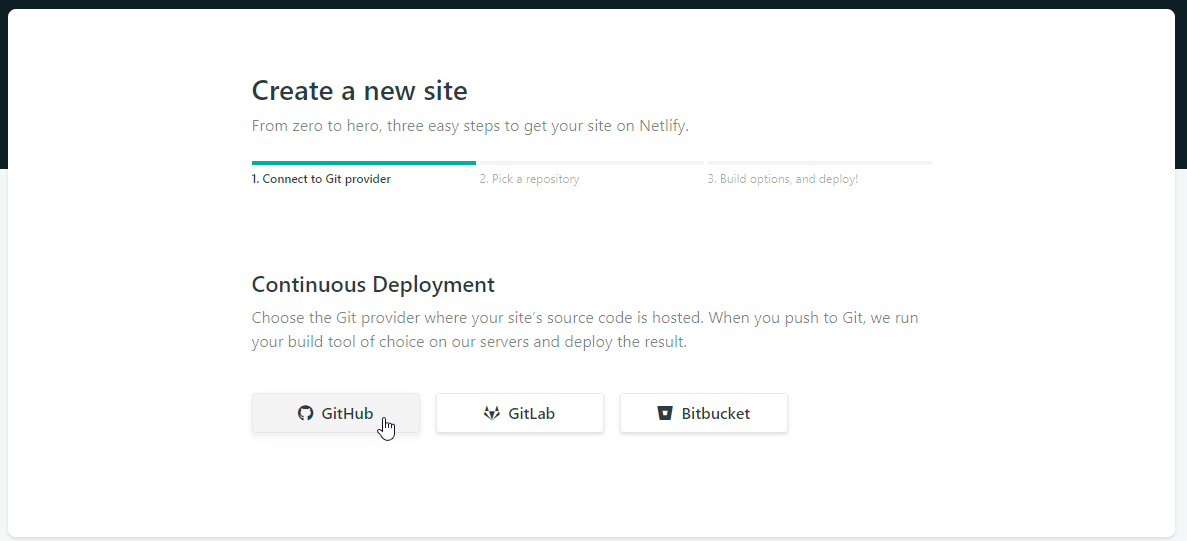 Create a new site
From zero to hero, three easy steps to get your site on Netlify.
1. Connect to Git provider
2. Pick a repository
3. Build options, and deploy!
Continuous Deployment
Choose the Git provider where your site's source code is hosted. When you push to Git, we run
your build tool of choice on our servers and deploy the result.
GitHub
GitLab
Bitbucket